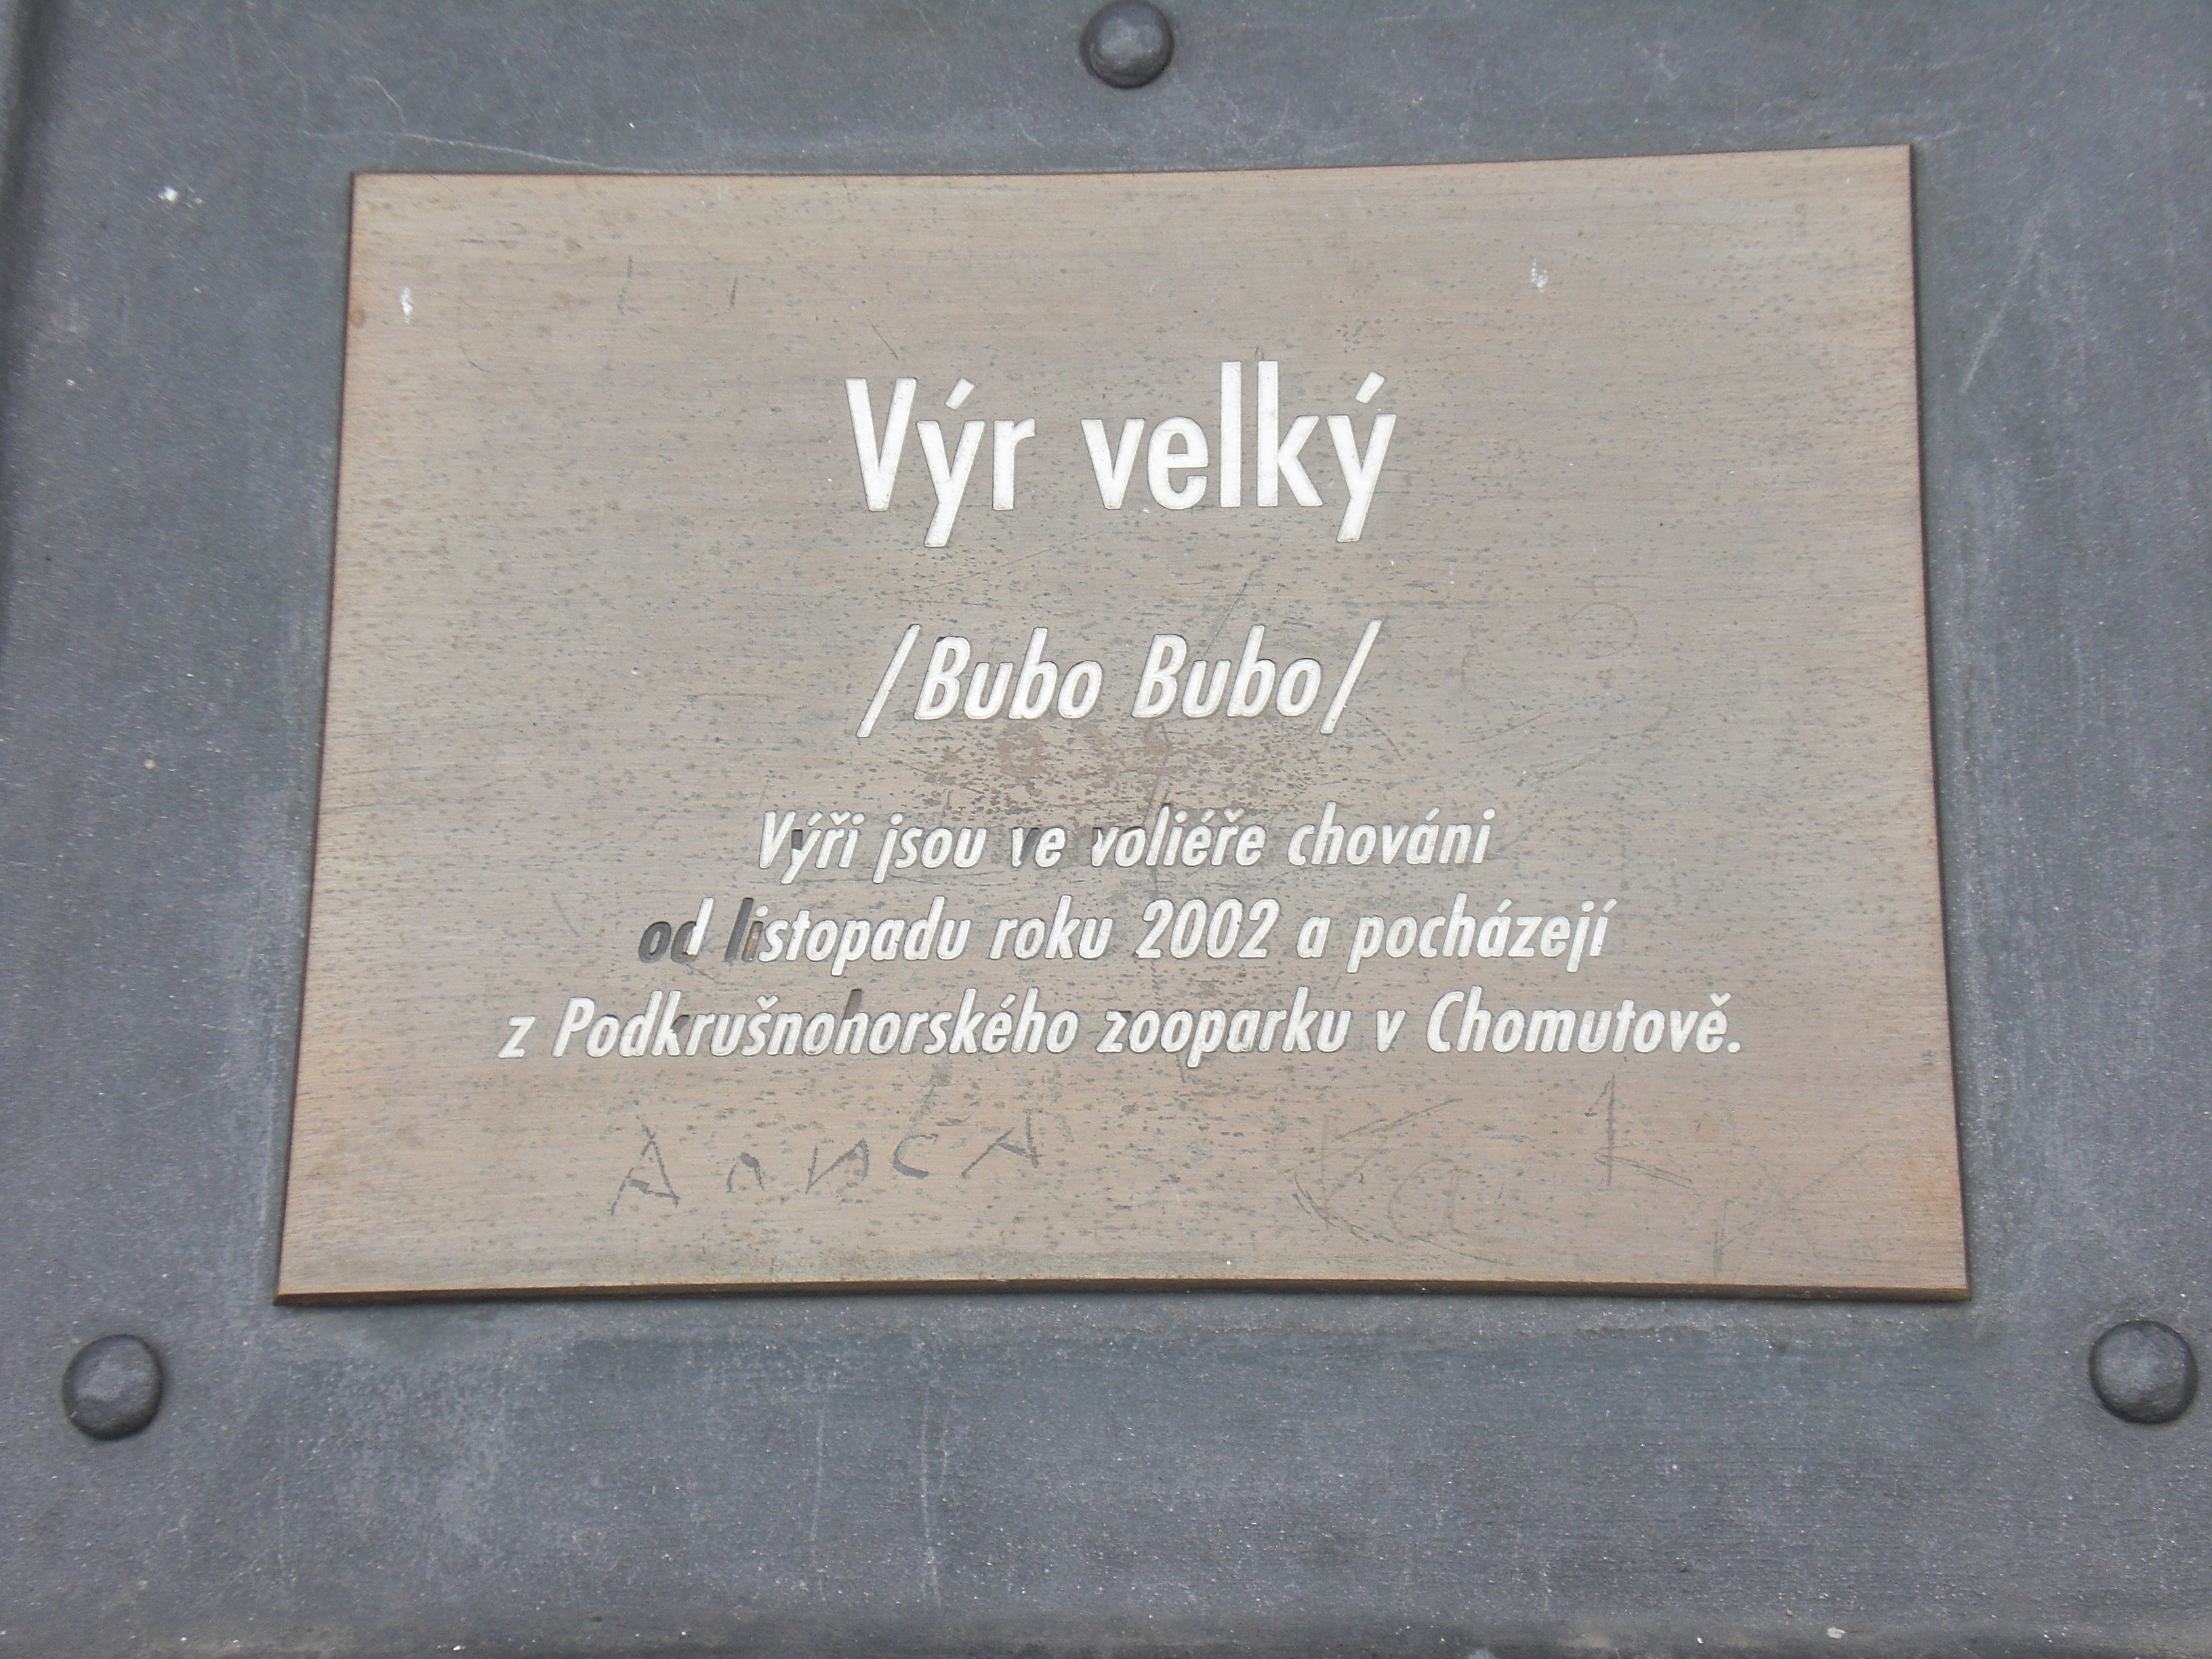 Výr velký
/Bubo Bubo/
Výři jsou ve voliéře chováni
od listopadu roku 2002 a pocházejí
z Podkrušnohorského zooparku v Chomutově.